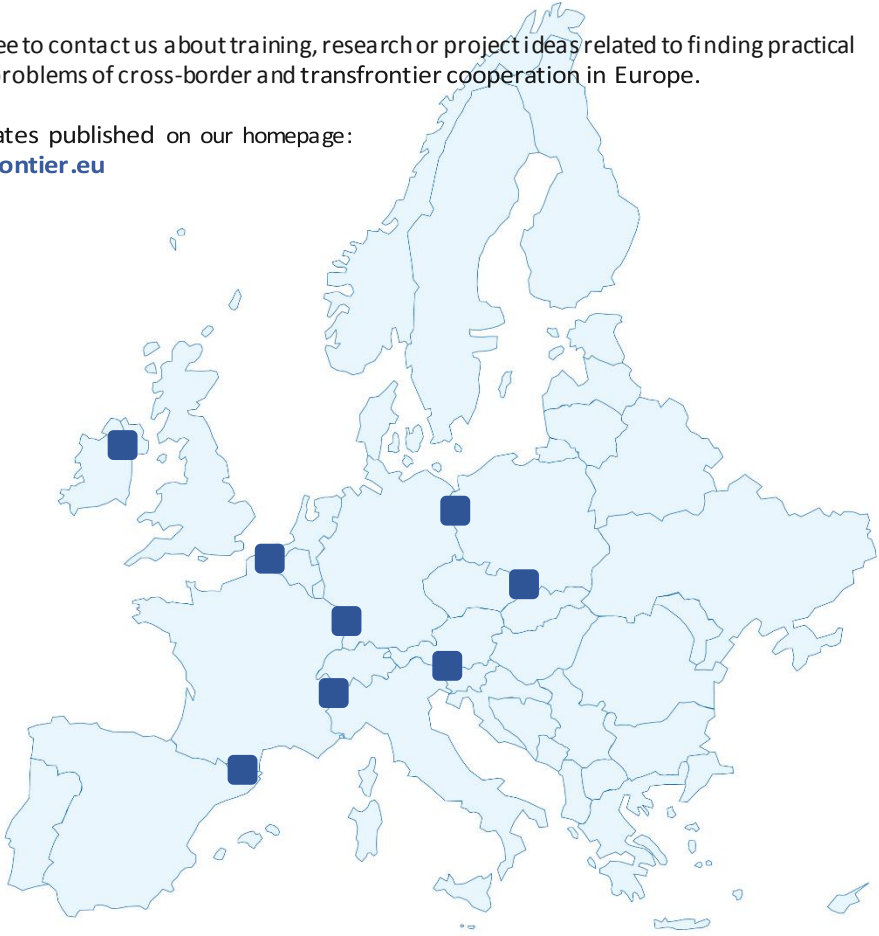 ee to contact us about training, research or project ideas related to finding practical
problems of cross-border and transfrontier cooperation in Europe.
ates published on our homepage:
ontier.eu